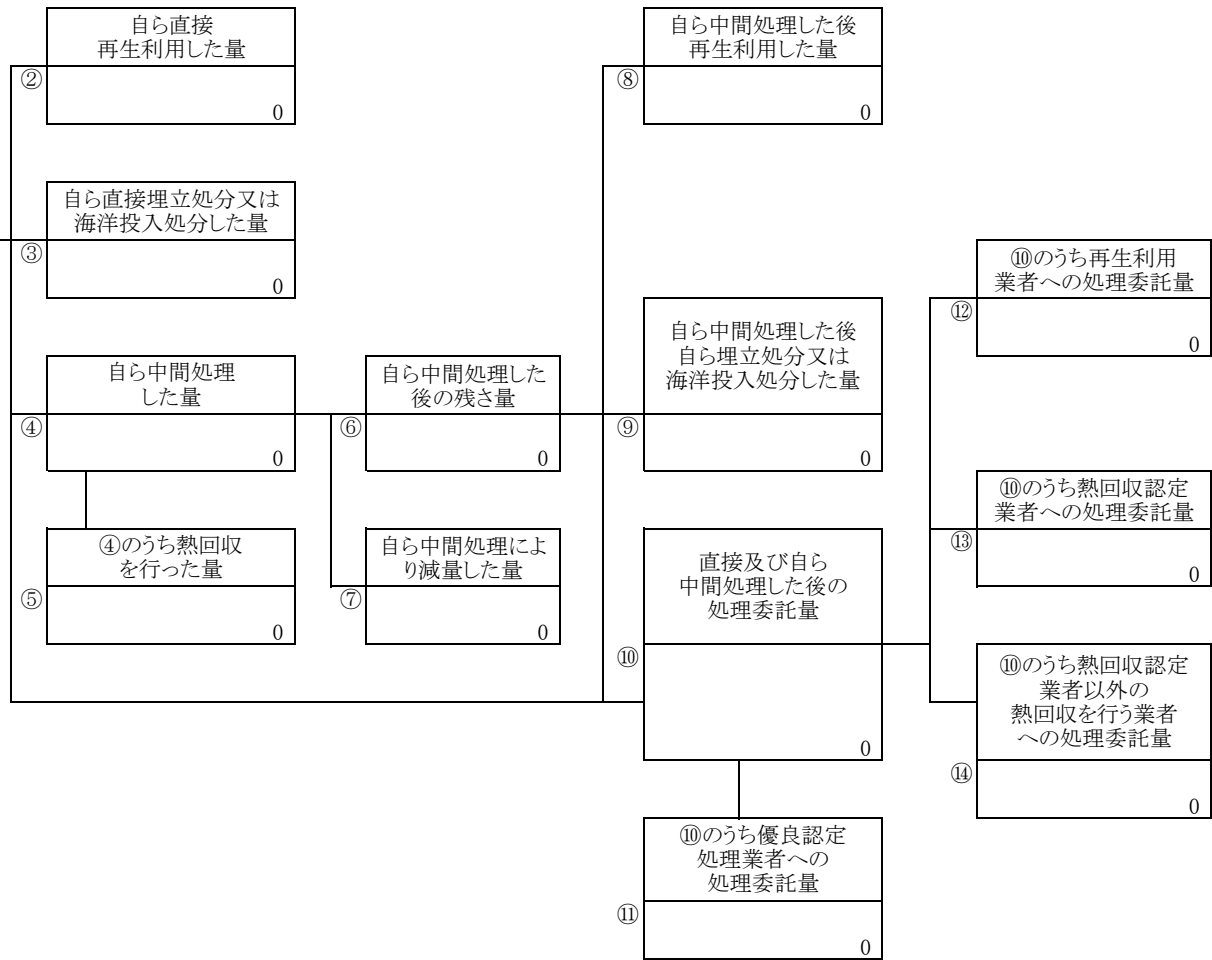 自ら直接
再生利用した量
②
0
自ら直接埋立処分又は
海洋投入処分した量
③
0
自ら中間処理
した量
④
0
④のうち熱回収
を行った量
⑤
0
自ら中間処理した
後の残さ量
⑥
0
自ら中間処理によ
り減量した量
⑦
0
自ら中間処理した後
再生利用した量
⑧
0
自ら中間処理した後
自ら埋立処分又は
海洋投入処分した量
⑨
0
直接及び自ら
中間処理した後の
処理委託量
⑩
0
⑩のうち優良認定
処理業者への
処理委託量
⑪
0
⑩のうち再生利用
業者への処理委託量
⑫
0
⑩のうち熱回収認定
業者への処理委託量
⑬
0
⑩のうち熱回収認定
業者以外の
熱回収を行う業者
への処理委託量
⑭
0